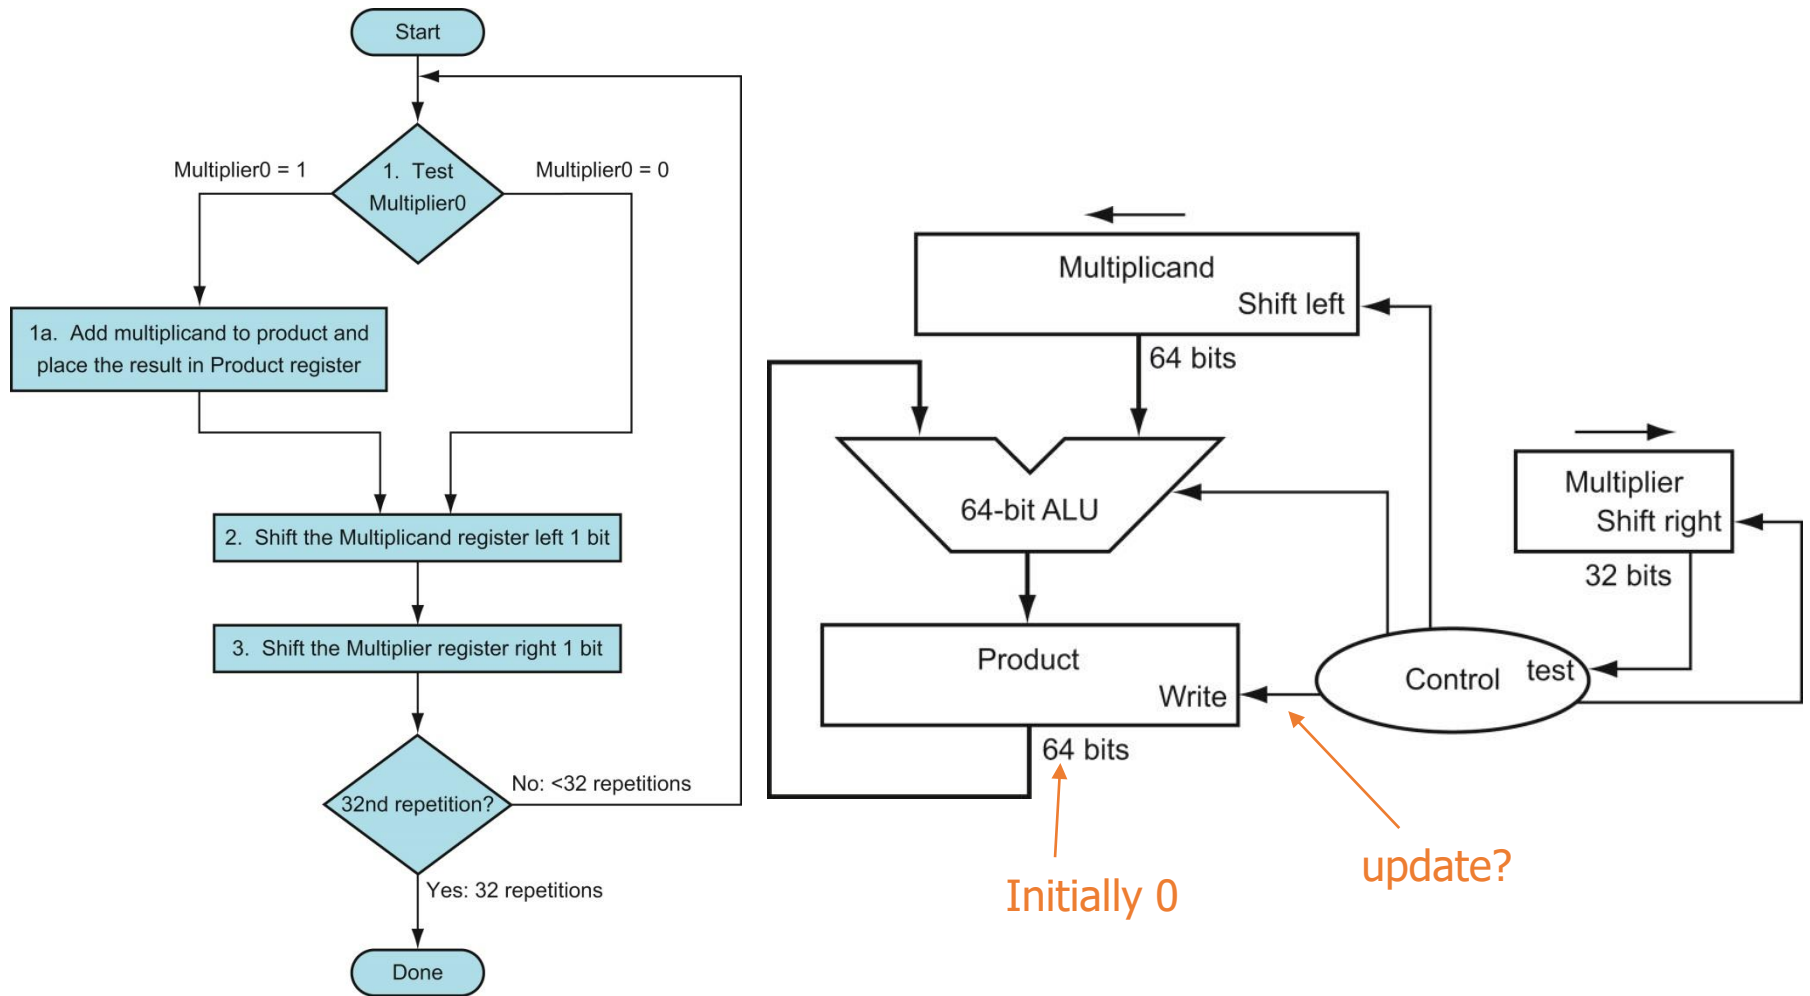 Start
Multiplier0 = 1
1. Test
Multiplier0
Multiplier0 = 0
1a. Add multiplicand to product and
place the result in Product register
2. Shift the Multiplicand register left 1 bit
3. Shift the Multiplier register right 1 bit
32nd repetition?
No: <32 repetitions
Yes: 32 repetitions
Done
Multiplicand
Shift left
64 bits
64-bit ALU
Multiplier
Shift right
32 bits
Product
Write
Control
test
64 bits
Initially 0
update?